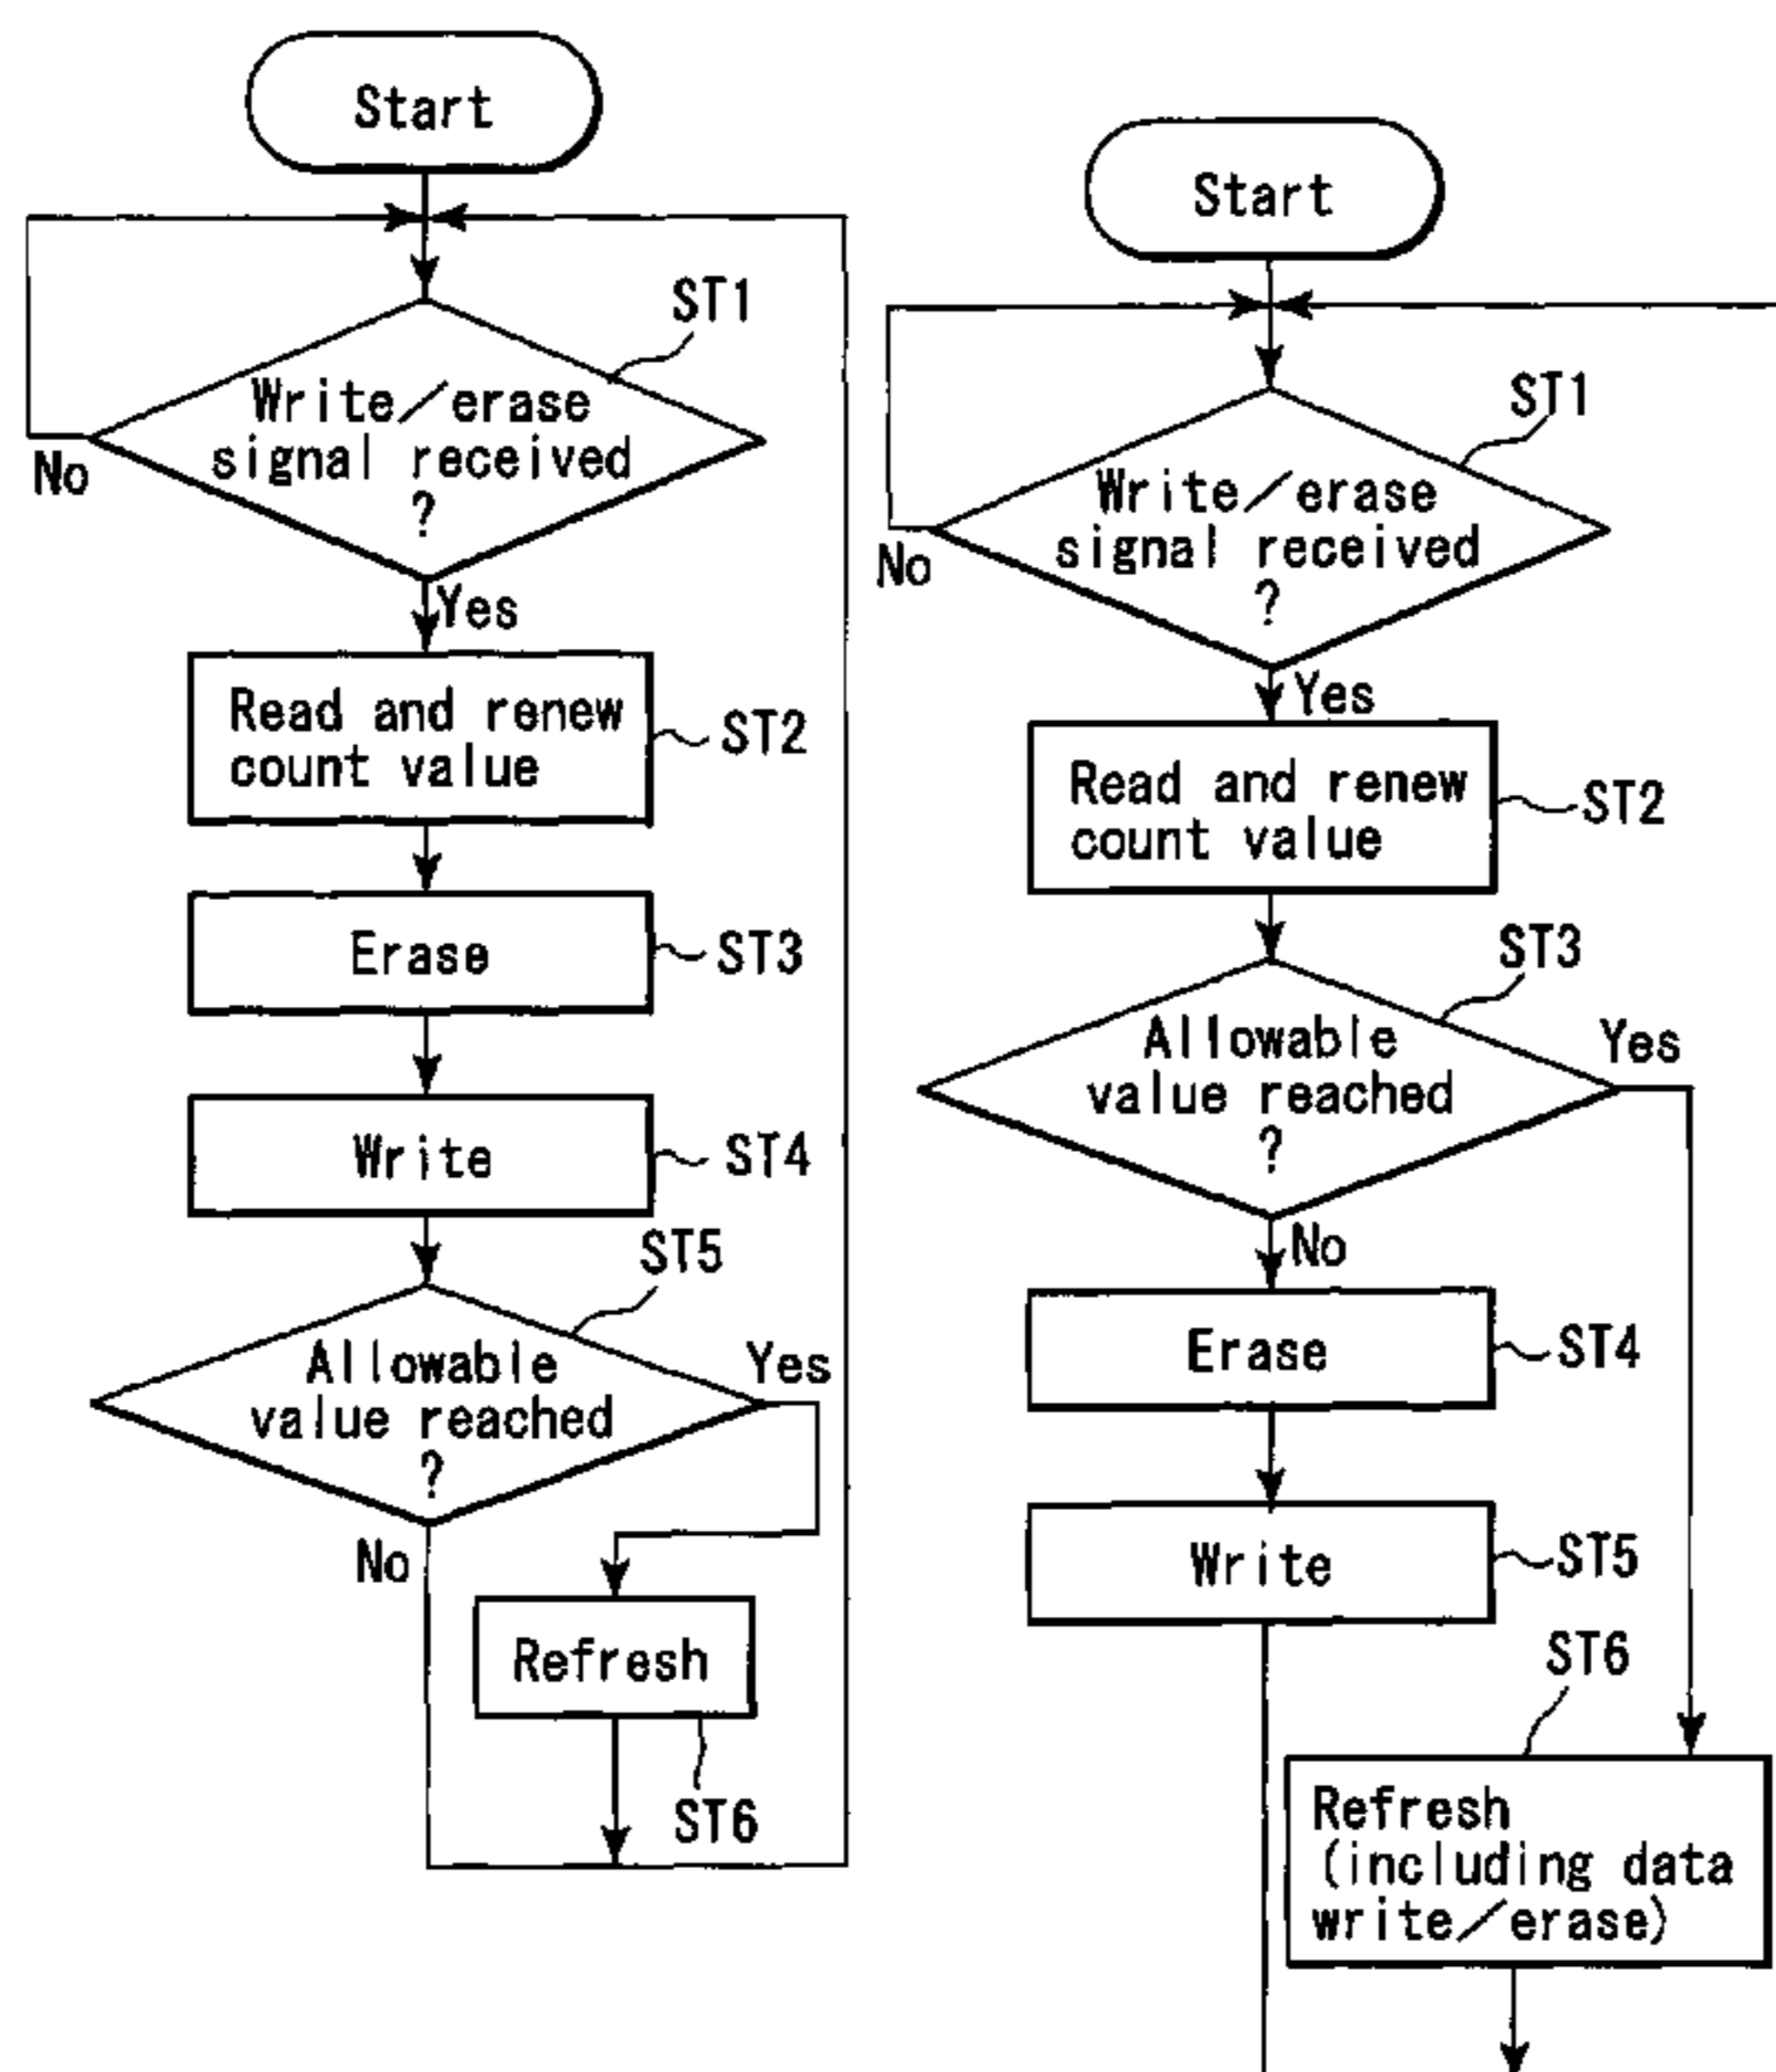 Start
ST1
Write/erase
signal received
?
No
Yes
Read and renew
count value
ST2
Erase
ST3
Write
ST4
ST5
Allowable
value reached
?
Yes
No
Refresh
ST6
Start
ST1
Write/erase
signal received
?
No
Yes
Read and renew
count value
ST2
ST3
Allowable
value reached
?
Yes
No
Erase
ST4
Write
ST5
ST6
Refresh
(including data
write/erase)